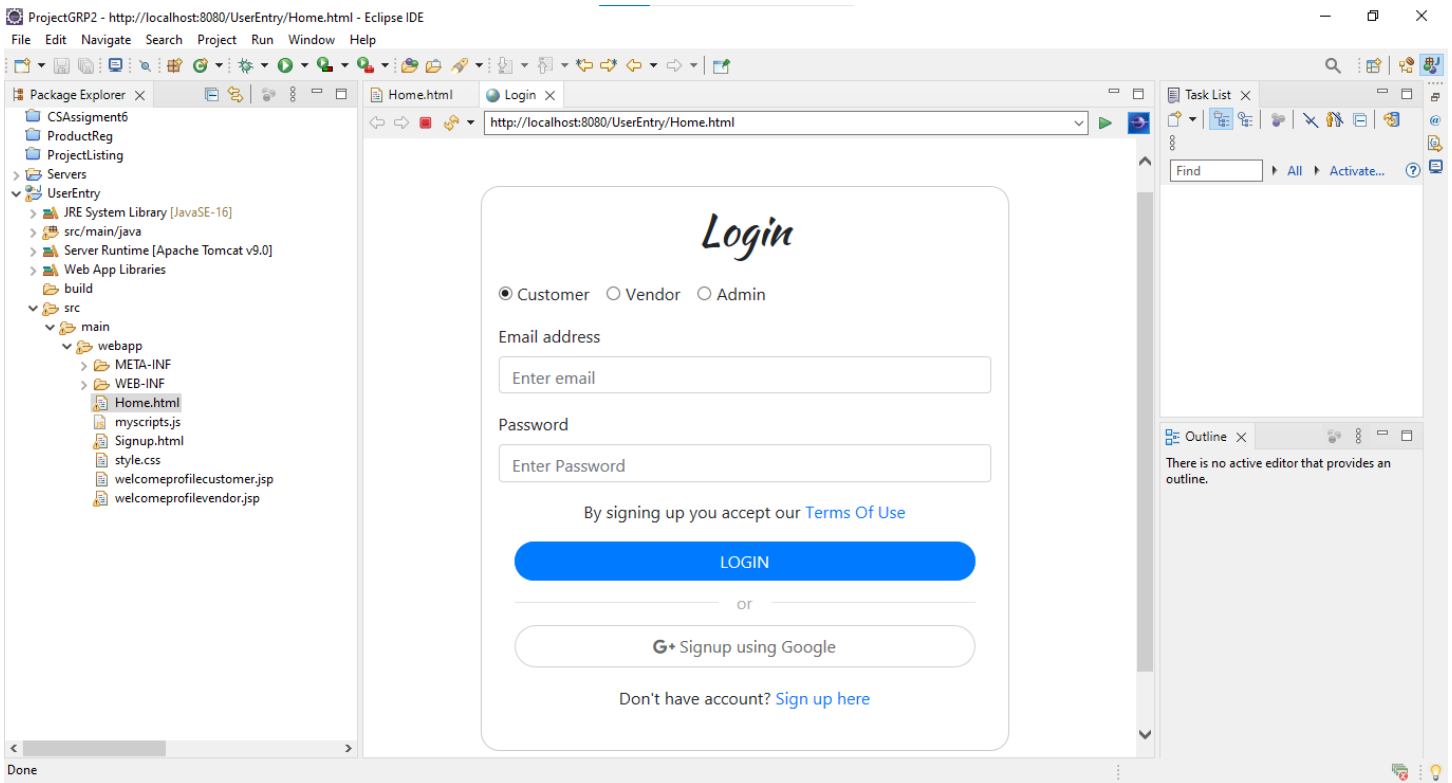 ProjectGRP2 - http://localhost:8080/UserEntry/Home.html - Eclipse IDE
File Edit Navigate Search Project Run Window Help
Package Explorer
CSAssigment6
ProductReg
ProjectListing
Servers
UserEntry
JRE System Library [JavaSE-16]
src/main/java
Server Runtime [Apache Tomcat v9.0]
Web App Libraries
build
src
main
webapp
META-INF
WEB-INF
Home.html
myscripts.js
Signup.html
style.css
welcomeprofilecustomer.jsp
welcomeprofilevendor.jsp
Home.html Login
http://localhost:8080/UserEntry/Home.html
Login
Customer Vendor Admin
Email address
Enter email
Password
Enter Password
By signing up you accept our Terms Of Use
LOGIN
or
G+ Signup using Google
Don't have account? Sign up here
Task List
Find All Activate...
Outline
There is no active editor that provides an
outline.
Done